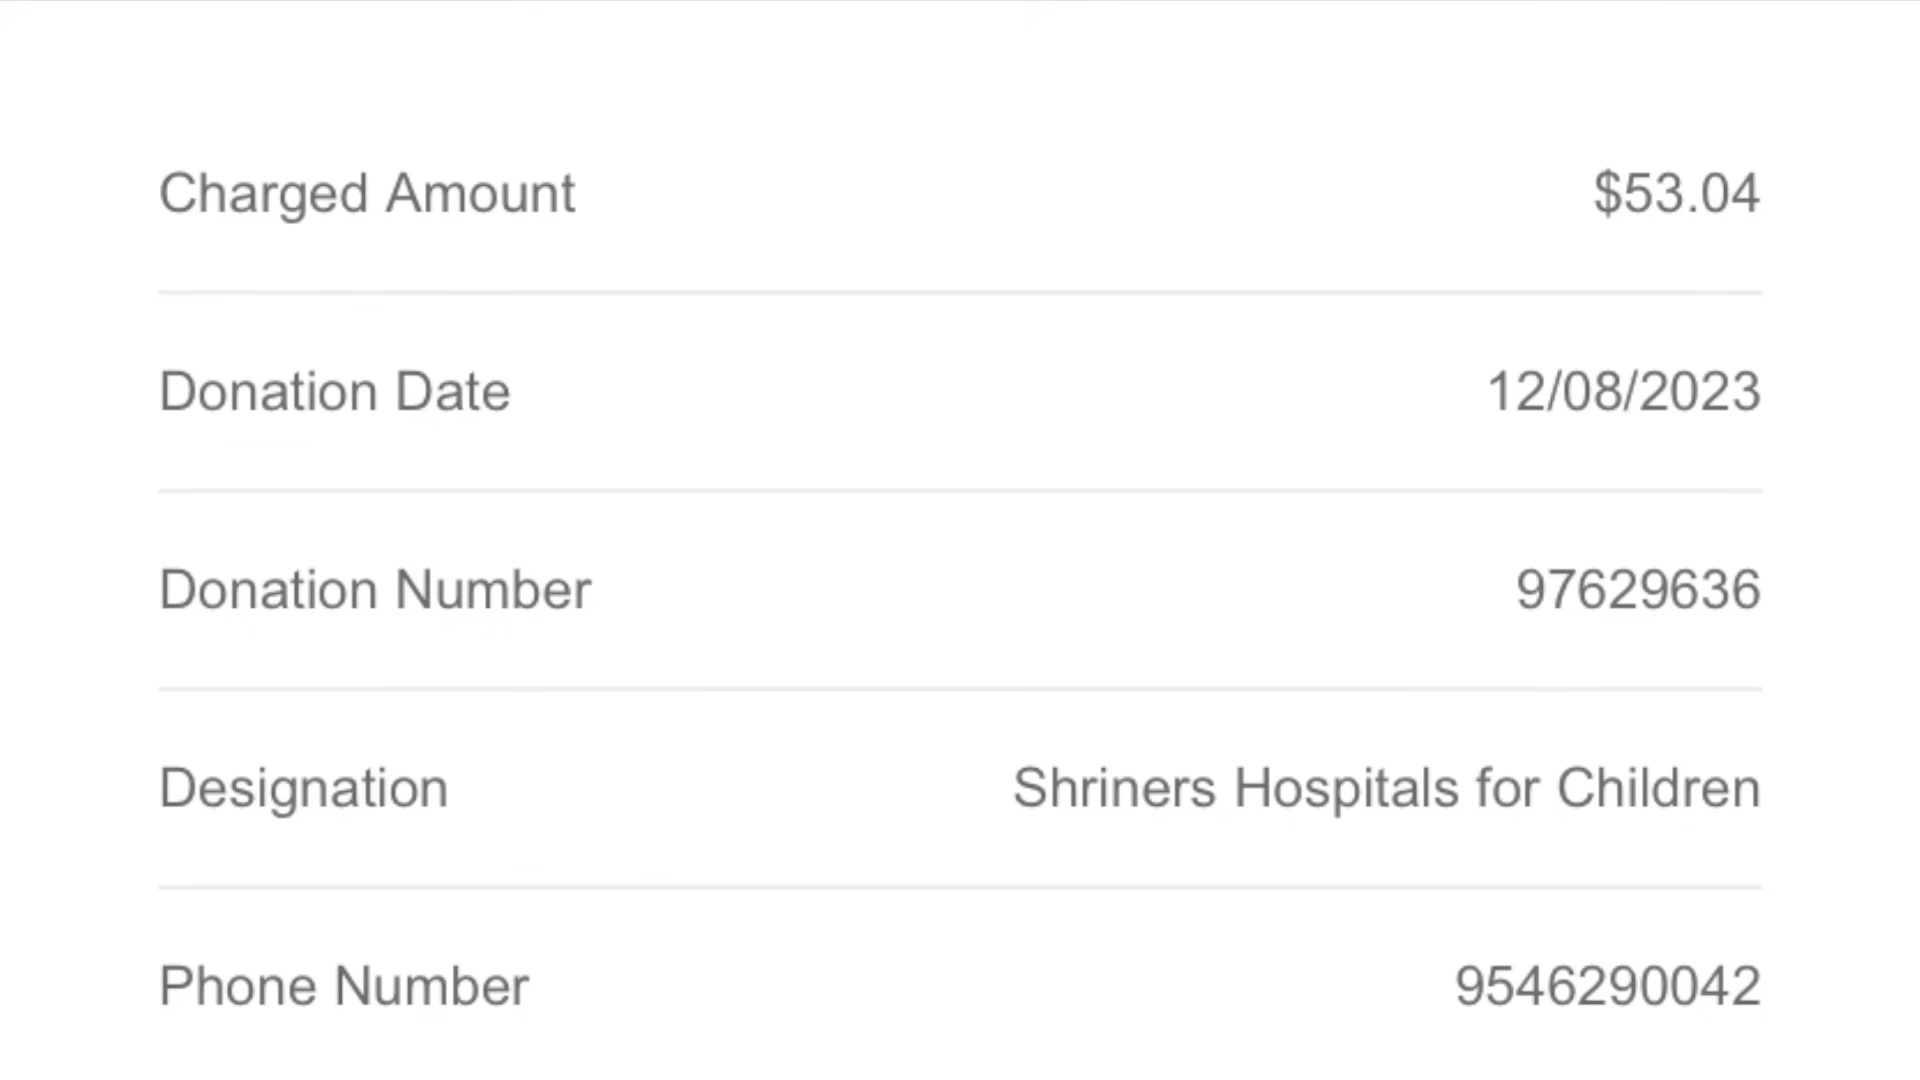 Charged Amount $53.04
Donation Date 12/08/2023
Donation Number 97629636
Designation Shriners Hospitals for Children
Phone Number 9546290042